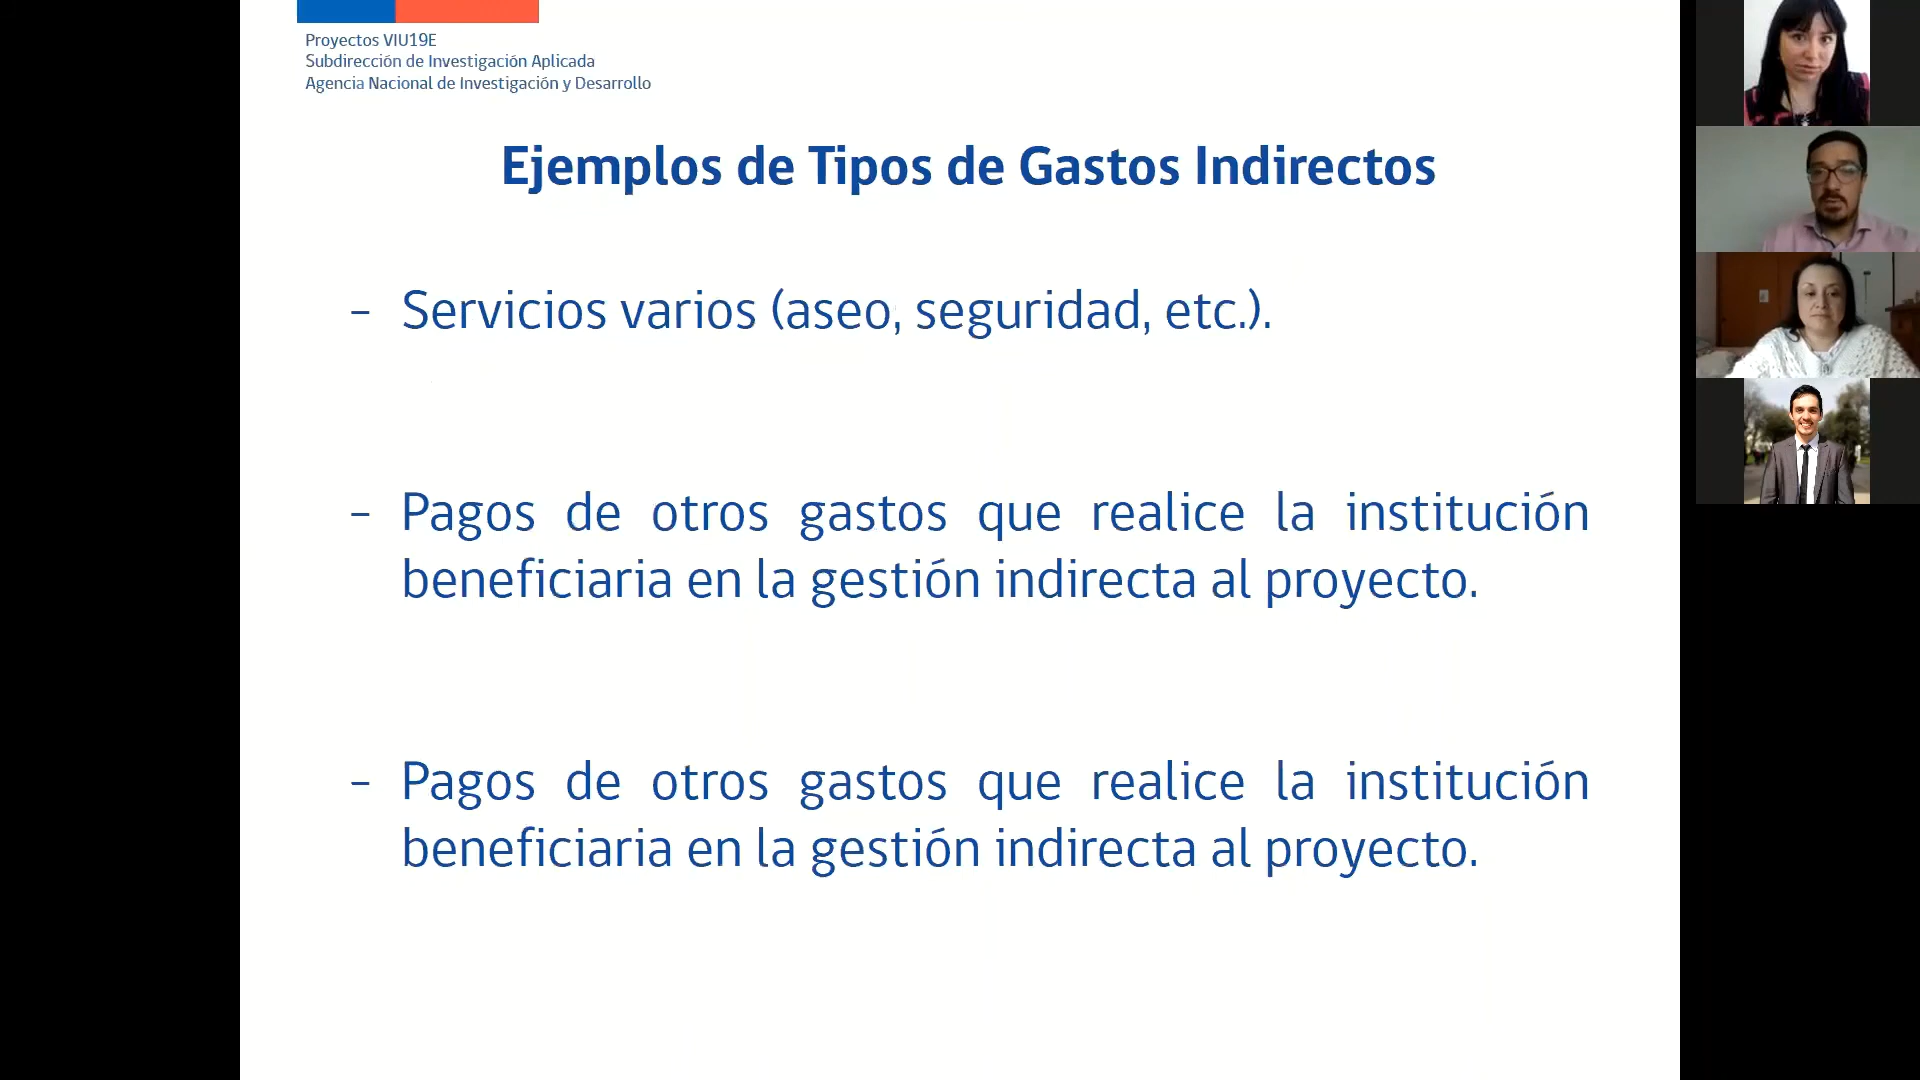 Proyectos VIU19E
Subdirección de Investigación Aplicada
Agencia Nacional de Investigación y Desarrollo
Ejemplos de Tipos de Gastos Indirectos
- Servicios varios (aseo, seguridad, etc.).
- Pagos de otros gastos que realice la institución
beneficiaria en la gestión indirecta al proyecto.
- Pagos de otros gastos que realice la institución
beneficiaria en la gestión indirecta al proyecto.